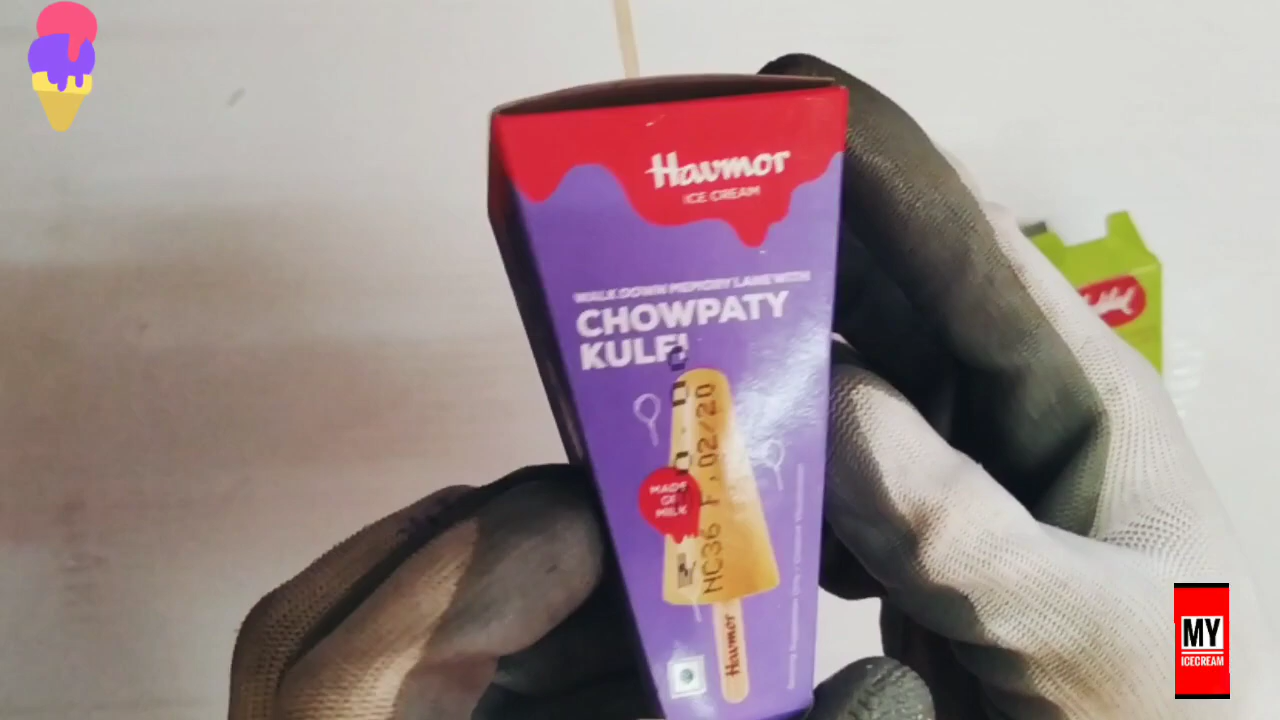 Havmor
ICE CREAM
WALK DOWN MEMORY LANE WITH
CHOWPATY
KULFI
MADE
OF
MILK
NC36 F 02/20
Havmor
MY
ICECREAM